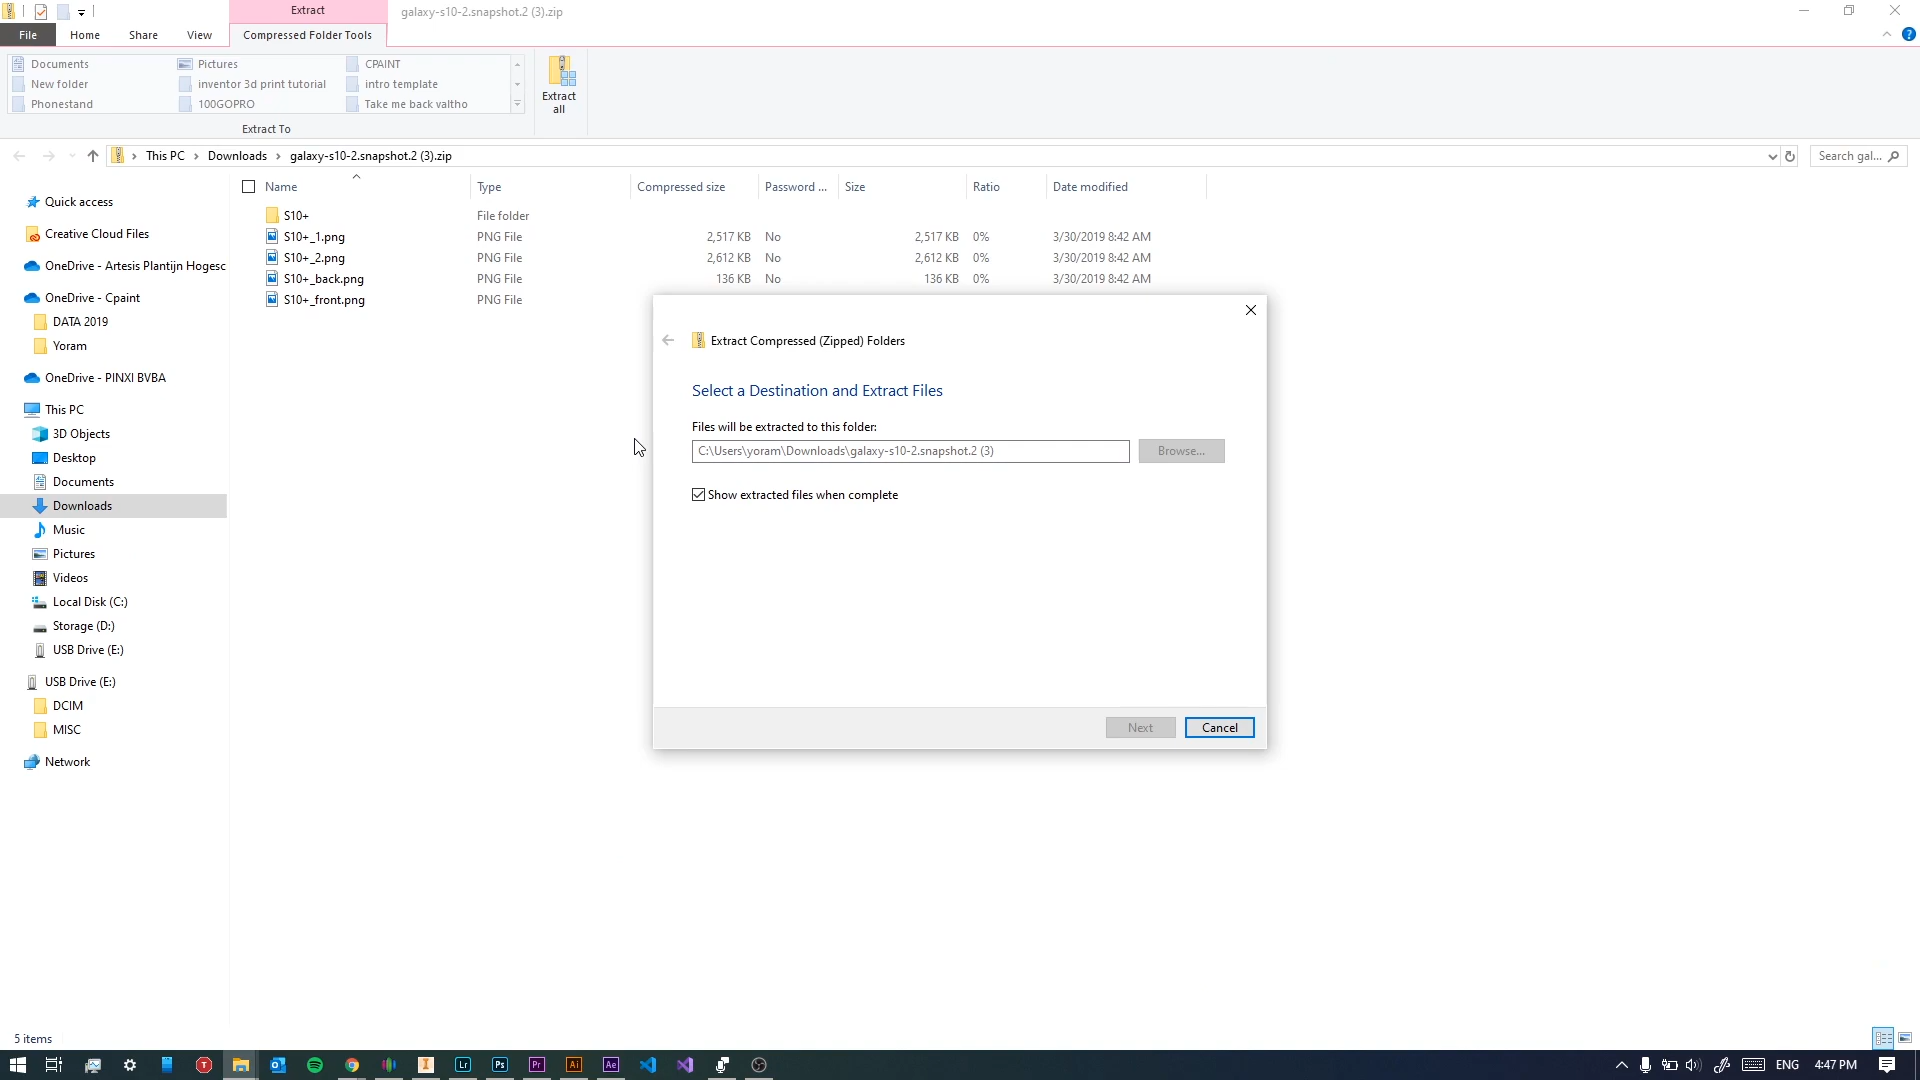 Extract
galaxy-s10-2.snapshot.2 (3).zip
File
Home
Share
View
Compressed Folder Tools
Documents
Pictures
CPAINT
New folder
inventor 3d print tutorial
intro template
Phonestand
100GOPRO
Take me back valtho
Extract
all
Extract To
This PC > Downloads > galaxy-s10-2.snapshot.2 (3).zip
Search gal...
Name
Type
Compressed size
Password ...
Size
Ratio
Date modified
S10+ File folder
S10+_1.png PNG File 2,517 KB No 2,517 KB 0% 3/30/2019 8:42 AM
S10+_2.png PNG File 2,612 KB No 2,612 KB 0% 3/30/2019 8:42 AM
S10+_back.png PNG File 136 KB No 136 KB 0% 3/30/2019 8:42 AM
S10+_front.png PNG File
Quick access
Creative Cloud Files
OneDrive - Artesis Plantijn Hogesc
OneDrive - Cpaint
DATA 2019
Yoram
OneDrive - PINXI BVBA
This PC
3D Objects
Desktop
Documents
Downloads
Music
Pictures
Videos
Local Disk (C:)
Storage (D:)
USB Drive (E:)
USB Drive (E:)
DCIM
MISC
Network
Extract Compressed (Zipped) Folders
Select a Destination and Extract Files
Files will be extracted to this folder:
C:\Users\yoram\Downloads\galaxy-s10-2.snapshot.2 (3)
Browse...
Show extracted files when complete
Next
Cancel
5 items
T
I
Lr
Ps
Pr
Ai
Ae
ENG
4:47 PM